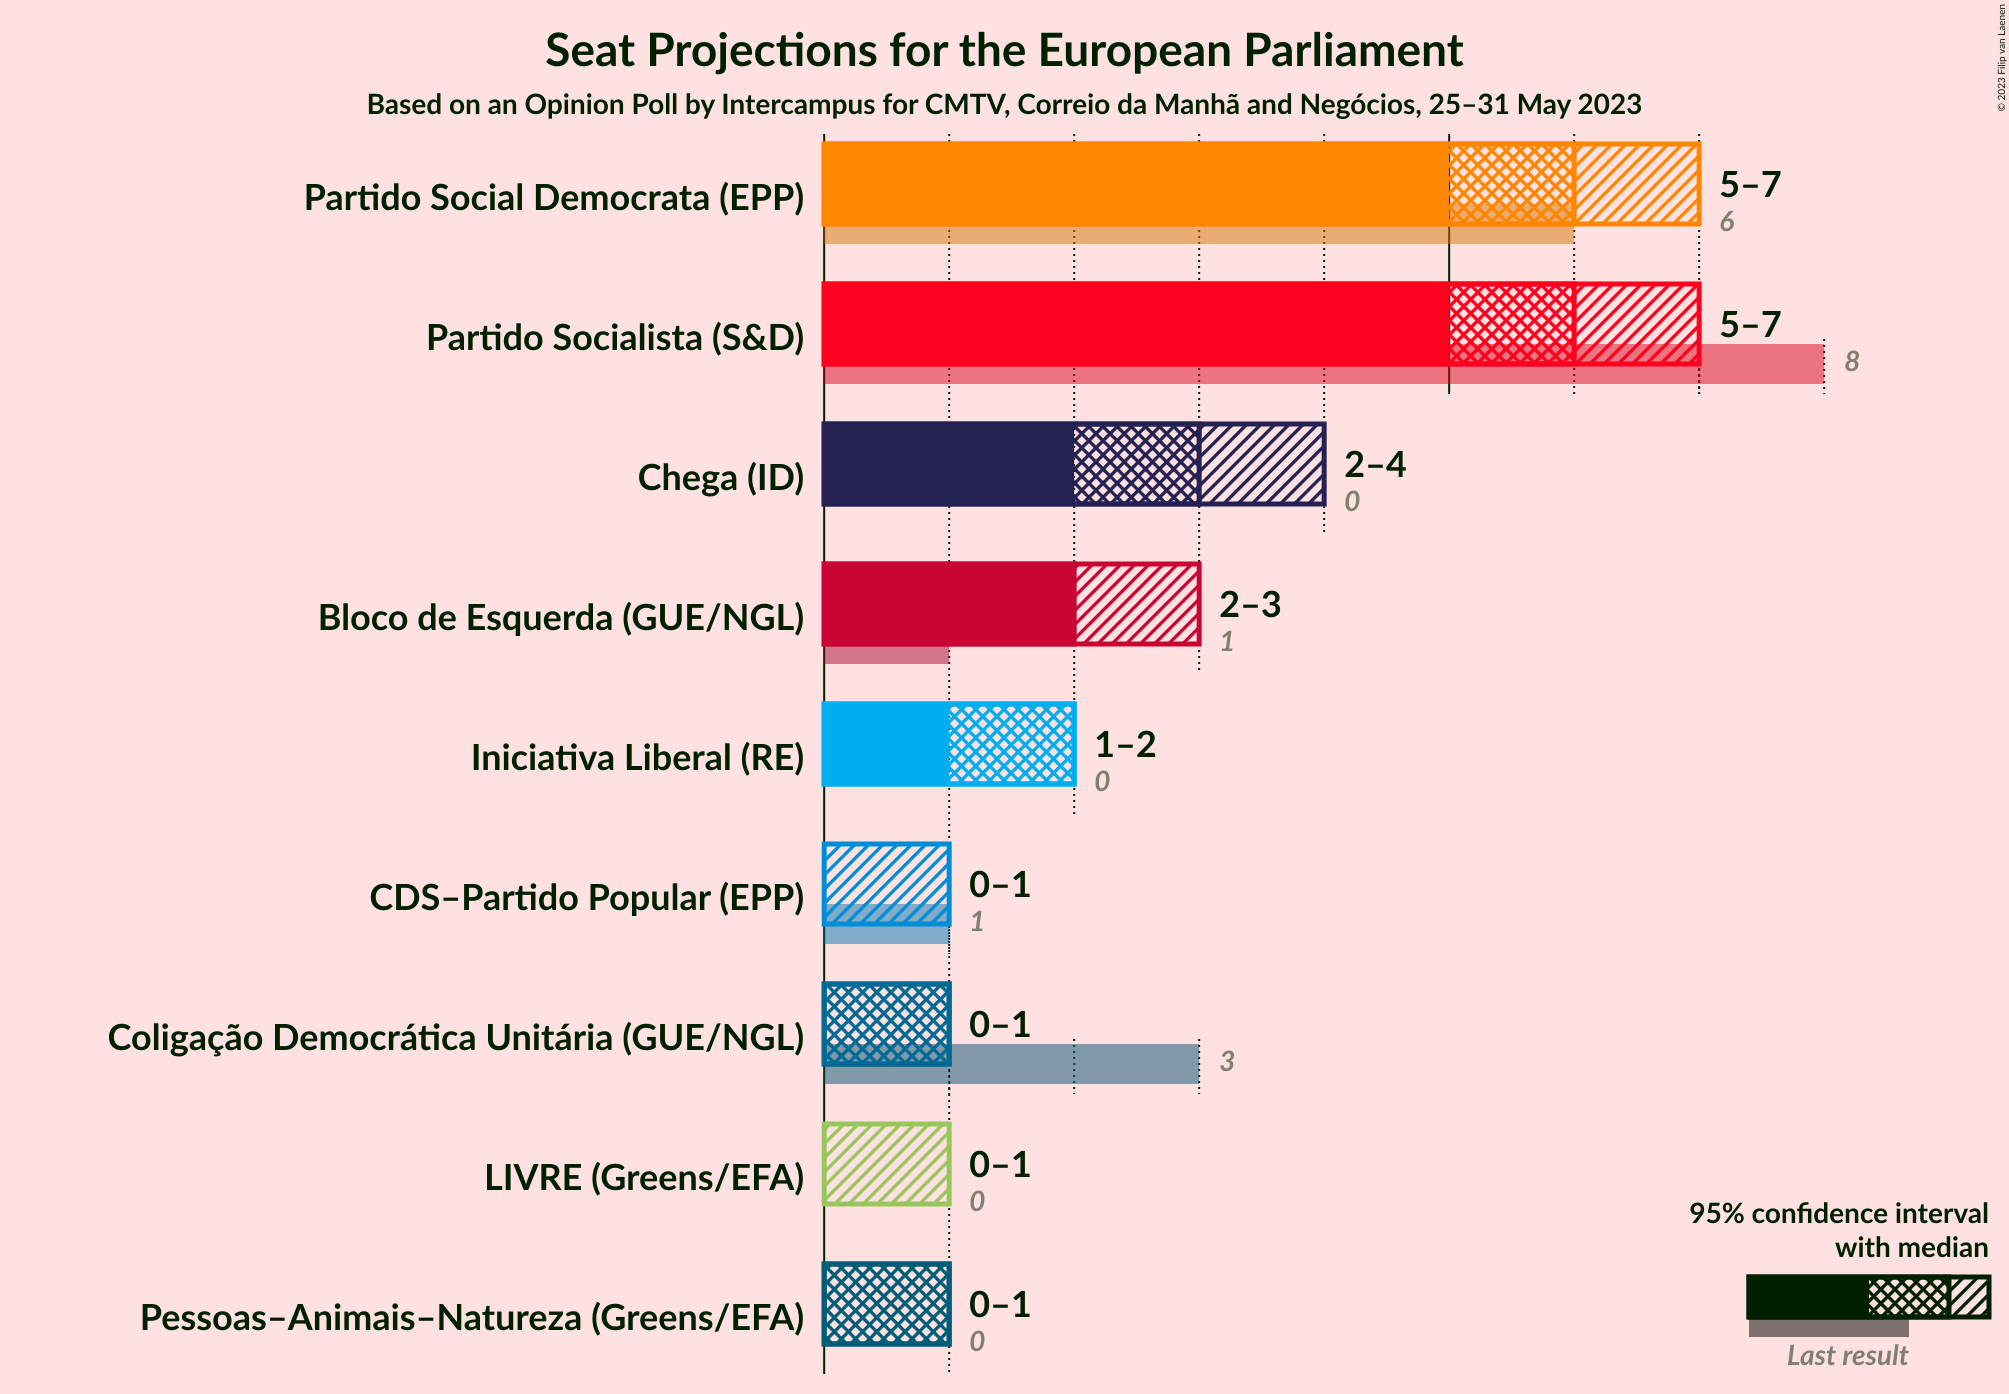 Seat Projections for the European Parliament
Based on an Opinion Poll by Intercampus for CMTV, Correio da Manhã and Negócios, 25–31 May 2023
© 2023 Filip van Laenen
Partido Social Democrata (EPP)
5–7
6
Partido Socialista (S&D)
5–7
8
Chega (ID)
2–4
0
Bloco de Esquerda (GUE/NGL)
2–3
1
Iniciativa Liberal (RE)
1–2
0
CDS–Partido Popular (EPP)
0–1
1
Coligação Democrática Unitária (GUE/NGL)
0–1
3
LIVRE (Greens/EFA)
0–1
0
Pessoas–Animais–Natureza (Greens/EFA)
0–1
0
95% confidence interval
with median
Last result